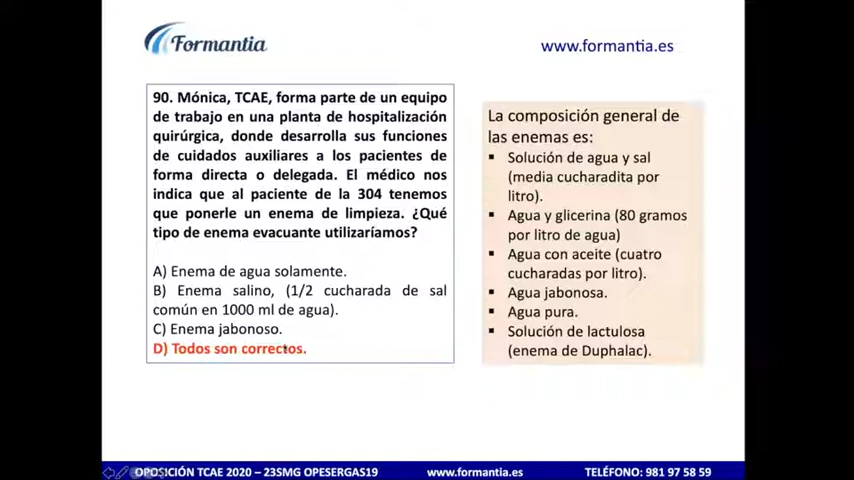 Formantia
www.formantia.es
90. Mónica, TCAE, forma parte de un equipo
de trabajo en una planta de hospitalización
quirúrgica, donde desarrolla sus funciones
de cuidados auxiliares a los pacientes de
forma directa o delegada. El médico nos
indica que al paciente de la 304 tenemos
que ponerle un enema de limpieza. ¿Qué
tipo de enema evacuante utilizaríamos?
A) Enema de agua solamente.
B) Enema salino, (1/2 cucharada de sal
común en 1000 ml de agua).
C) Enema jabonoso.
D) Todos son correctos.
La composición general de
las enemas es:
▪ Solución de agua y sal
(media cucharadita por
litro).
▪ Agua y glicerina (80 gramos
por litro de agua)
▪ Agua con aceite (cuatro
cucharadas por litro).
▪ Agua jabonosa.
▪ Agua pura.
▪ Solución de lactulosa
(enema de Duphalac).
OPOSICIÓN TCAE 2020 – 23SMG OPESERGAS19
www.formantia.es
TELÉFONO: 981 97 58 59